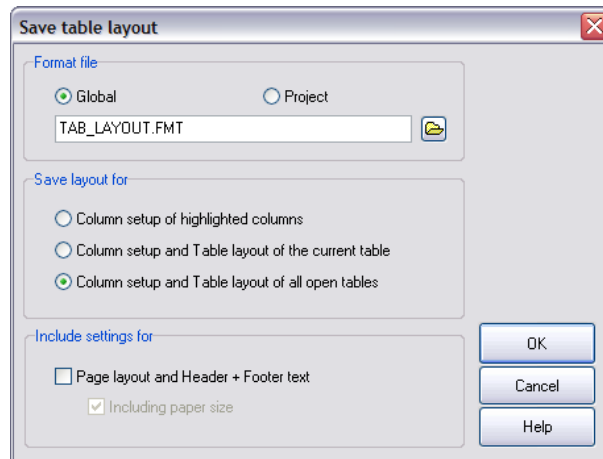 Save table layout
Format file
Global
Project
TAB_LAYOUT.FMT
Save layout for
Column setup of highlighted columns
Column setup and Table layout of the current table
Column setup and Table layout of all open tables
Include settings for
Page layout and Header + Footer text
Including paper size
OK
Cancel
Help